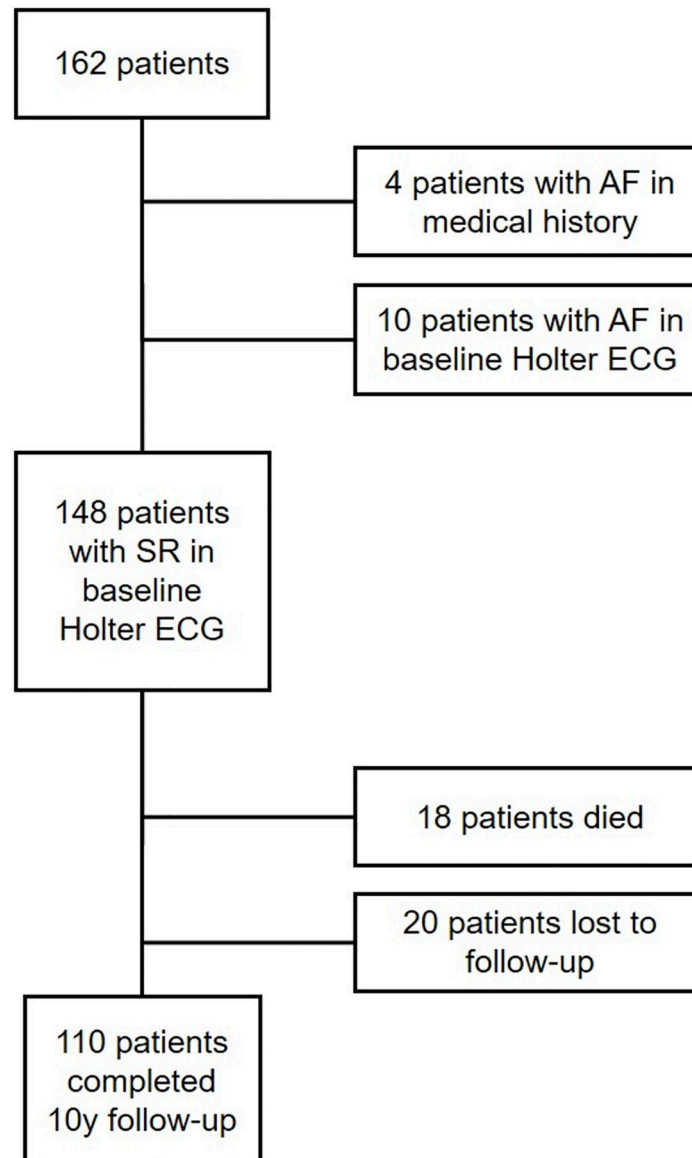 162 patients
4 patients with AF in
medical history
10 patients with AF in
baseline Holter ECG
148 patients
with SR in
baseline
Holter ECG
18 patients died
20 patients lost to
follow-up
110 patients
completed
10y follow-up